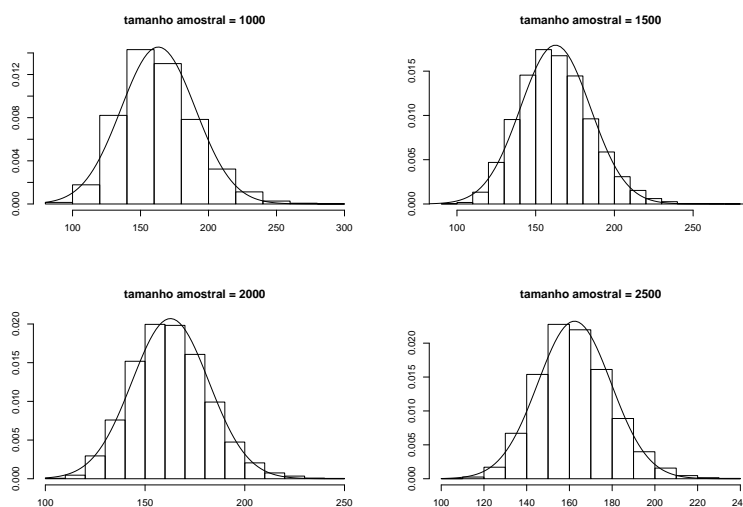 tamanho amostral = 1000
0.000 0.004 0.008 0.012
100 150 200 250 300
tamanho amostral = 1500
0.000 0.005 0.010 0.015
100 150 200 250
tamanho amostral = 2000
0.000 0.005 0.010 0.015 0.020
100 150 200 250
tamanho amostral = 2500
0.000 0.005 0.010 0.015 0.020
100 120 140 160 180 200 220 240